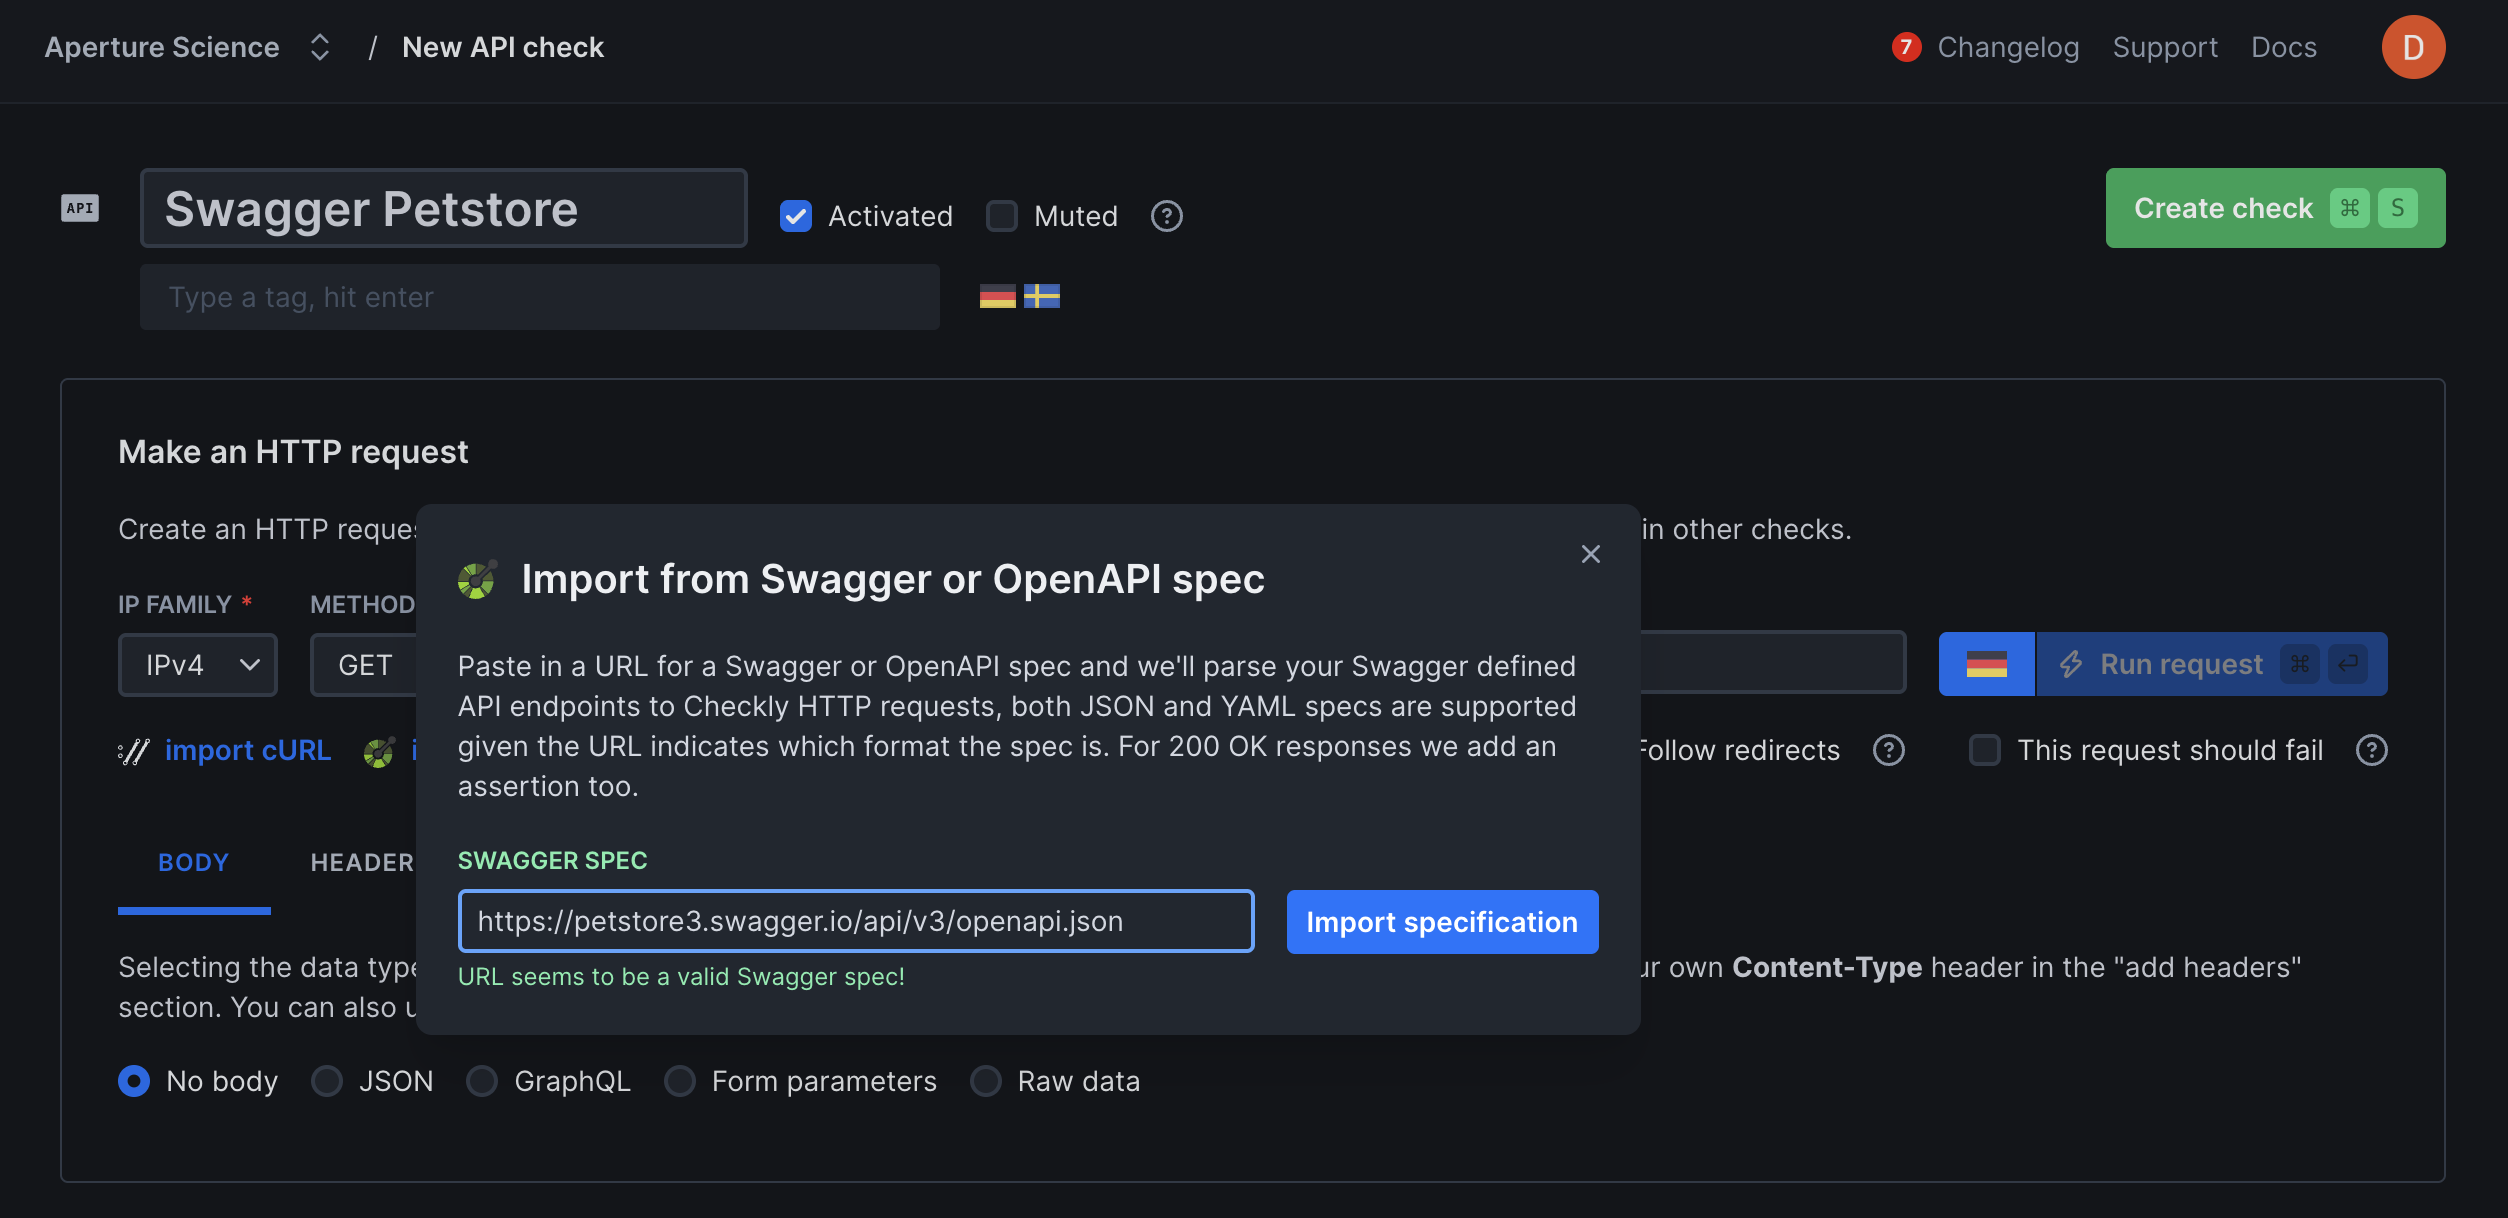 Aperture Science / New API check
7 Changelog Support Docs D
API Swagger Petstore Activated Muted ? Create check ⌘ S
Type a tag, hit enter
Make an HTTP request
Create an HTTP in other checks.
Import from Swagger or OpenAPI spec
IP FAMILY * METHOD
IPv4 GET Run request ⌘ ↵
Paste in a URL for a Swagger or OpenAPI spec and we'll parse your Swagger defined
API endpoints to Checkly HTTP requests, both JSON and YAML specs are supported
given the URL indicates which format the spec is. For 200 OK responses we add an
assertion too.
import cURL Follow redirects ? This request should fail ?
BODY HEADER
SWAGGER SPEC
https://petstore3.swagger.io/api/v3/openapi.json Import specification
URL seems to be a valid Swagger spec!
Selecting the data type own Content-Type header in the "add headers"
section. You can also
No body JSON GraphQL Form parameters Raw data